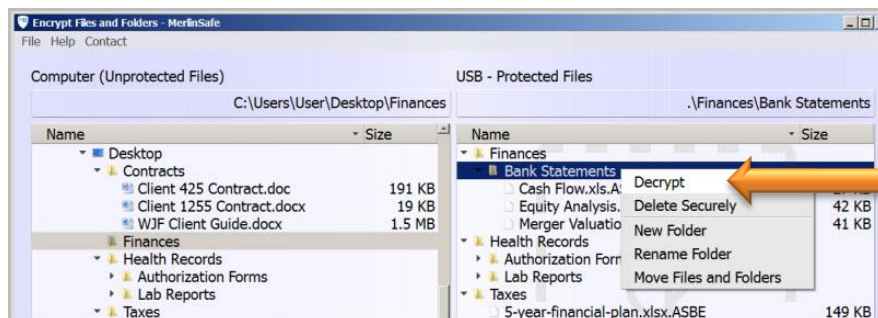 Encrypt Files and Folders - MerlinSafe
File Help Contact
Computer (Unprotected Files)
C:\Users\User\Desktop\Finances
Name Size
Desktop
Contracts
Client 425 Contract.doc 191 KB
Client 1255 Contract.docx 19 KB
WJF Client Guide.docx 1.5 MB
Finances
Health Records
Authorization Forms
Lab Reports
Taxes
USB - Protected Files
.\Finances\Bank Statements
Name Size
Finances
Bank Statements
Cash Flow.xls.AS
Equity Analysis. 42 KB
Merger Valuatio 41 KB
Health Records
Authorization Forr
Lab Reports
Taxes
5-year-financial-plan.xlsx.ASBE 149 KB
Decrypt
Delete Securely
New Folder
Rename Folder
Move Files and Folders